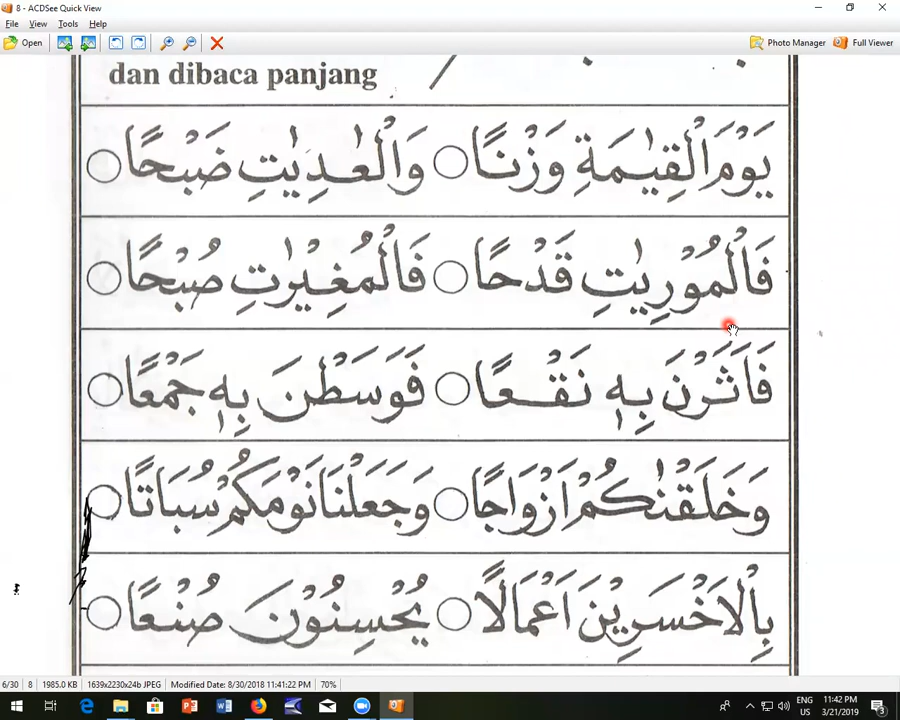 8 - ACDSee Quick View
File View Tools Help
Open Photo Manager Full Viewer
dan dibaca panjang
يَوْمَ الْقِيٰمَةِ وَزْنًا ○ وَالْعٰدِيٰتِ ضَبْحًا ○
فَالْمُوْرِيٰتِ قَدْحًا ○ فَالْمُغِيْرٰتِ صُبْحًا ○
فَاَثَرْنَ بِهٖ نَقْعًا ○ فَوَسَطْنَ بِهٖ جَمْعًا ○
وَخَلَقْنٰكُمْ اَزْوَاجًا ○ وَجَعَلْنَا نَوْمَكُمْ سُبَاتًا ○
بِالْاَخْسَرِيْنَ اَعْمَالًا ○ يُحْسِنُوْنَ صُنْعًا ○
6/30 8 1985.0 KB 1639x2230x24b JPEG Modified Date: 8/30/2018 11:41:22 PM 70%
ENG 11:42 PM
US 3/21/2019
3